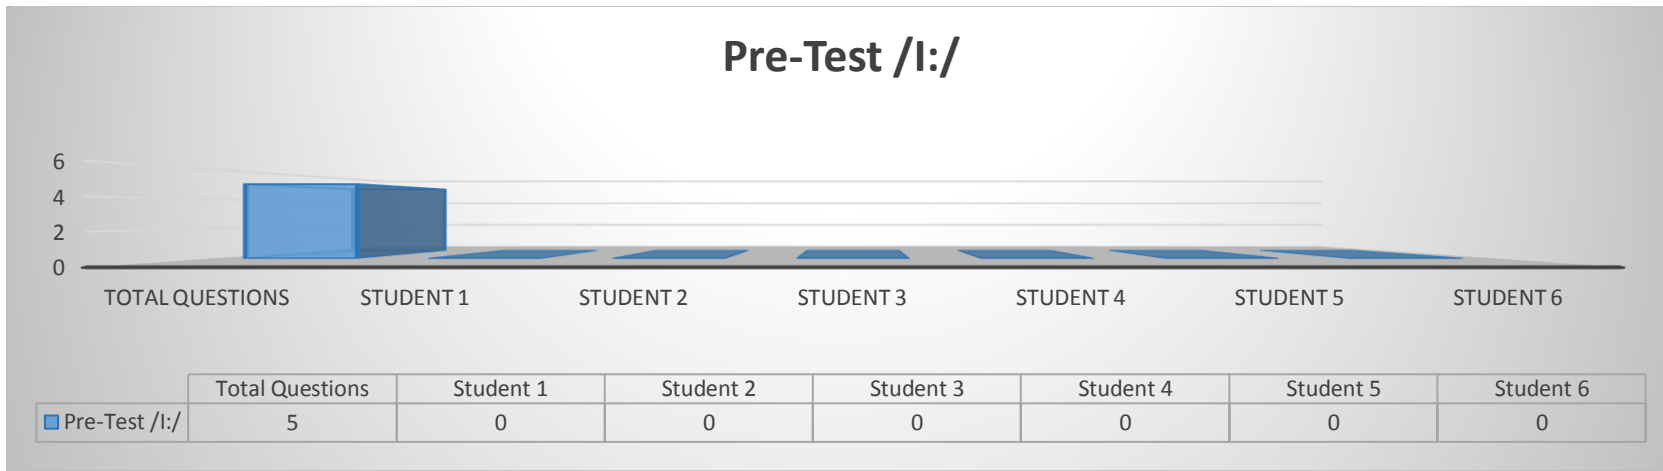 Pre-Test /I:/
6
4
2
0
TOTAL QUESTIONS STUDENT 1 STUDENT 2 STUDENT 3 STUDENT 4 STUDENT 5 STUDENT 6
Total Questions Student 1 Student 2 Student 3 Student 4 Student 5 Student 6
Pre-Test /I:/ 5 0 0 0 0 0 0